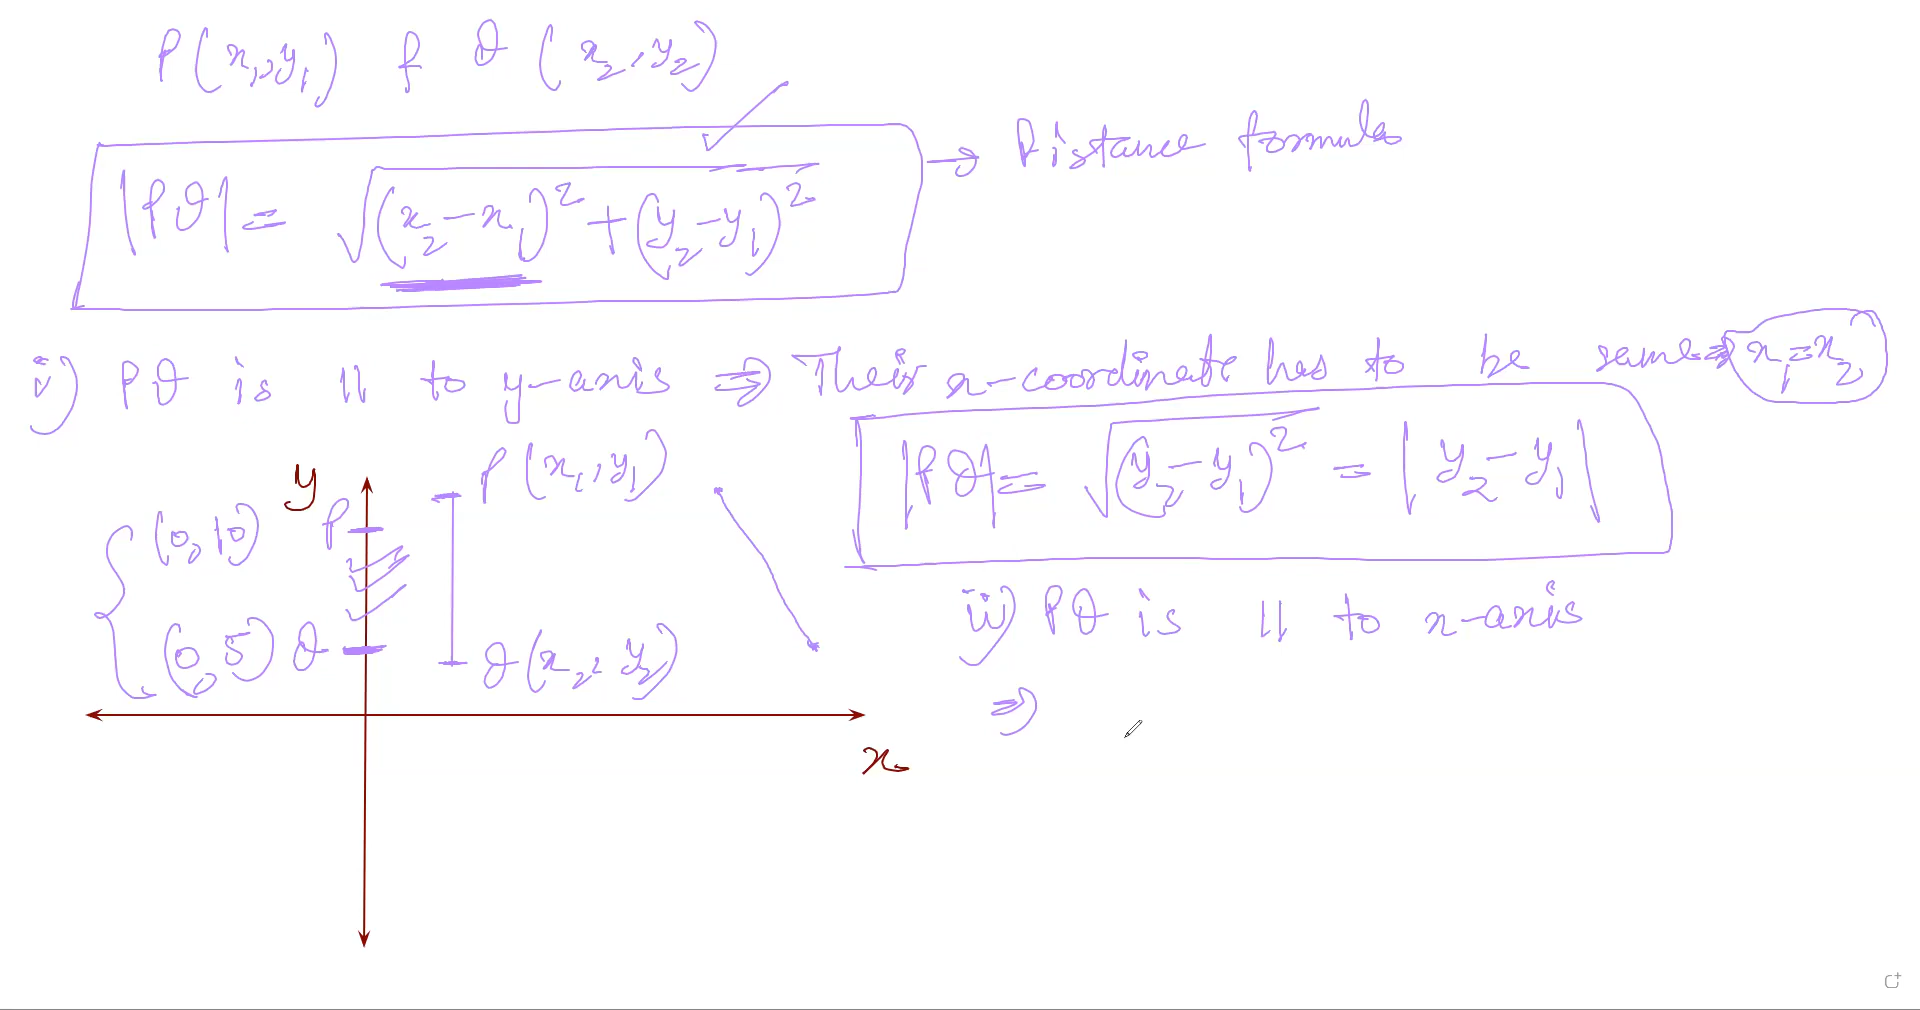 P(x₁,y₁) & Q(x₂,y₂)
|PQ| = √(x₂-x₁)² + (y₂-y₁)² → Distance formula
i) PQ is || to y-axis ⇒ Their x-coordinate has to be same ⇒ x₁=x₂
|PQ| = √(y₂-y₁)² = |y₂-y₁|
y
P(x₁,y₁)
(0,10) P
(0,5) Q
Q(x₂,y₂)
x
ii) PQ is || to x-axis
⇒